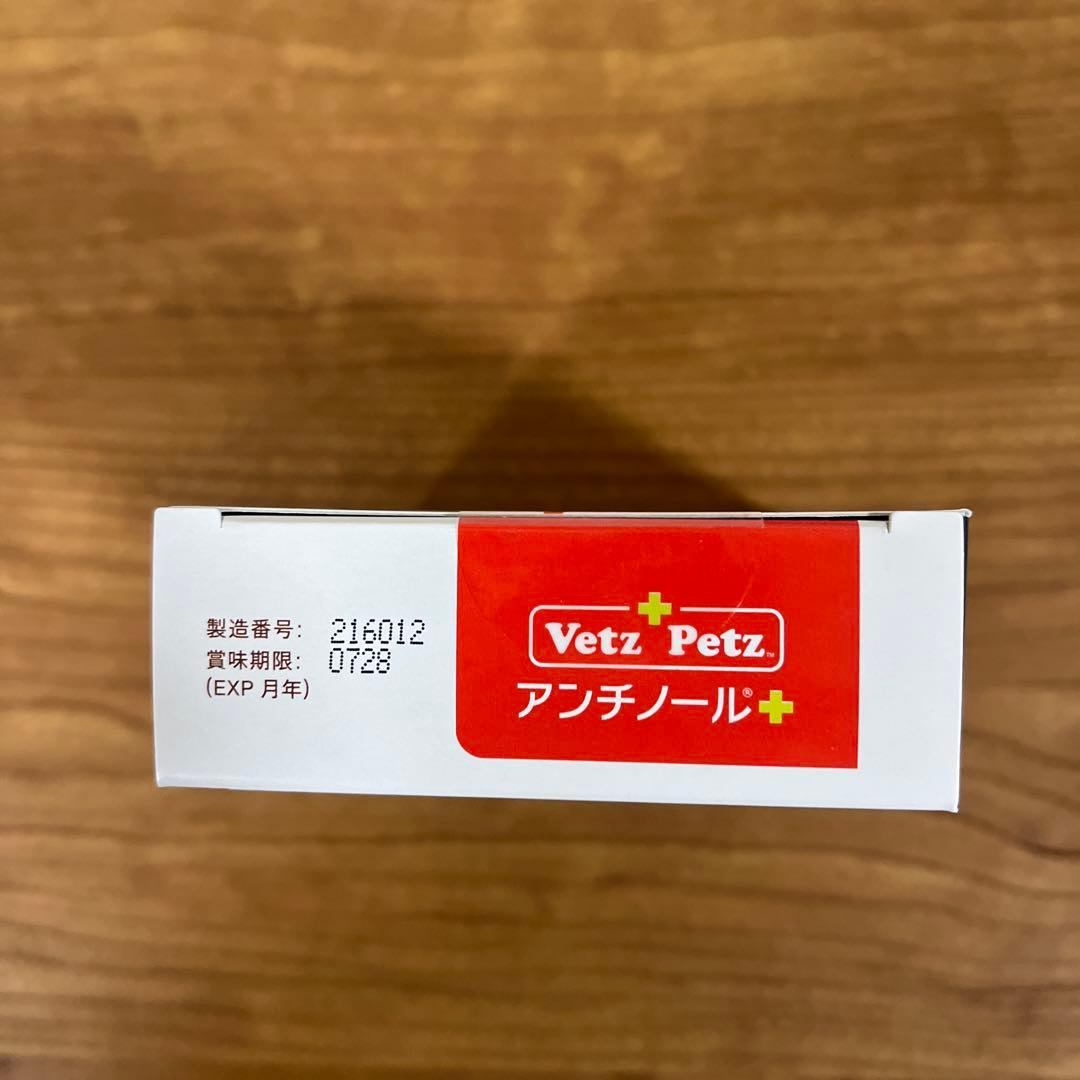 製造番号: 216012
賞味期限: 0728
(EXP 月年)
Vetz Petz™
アンチノール®+